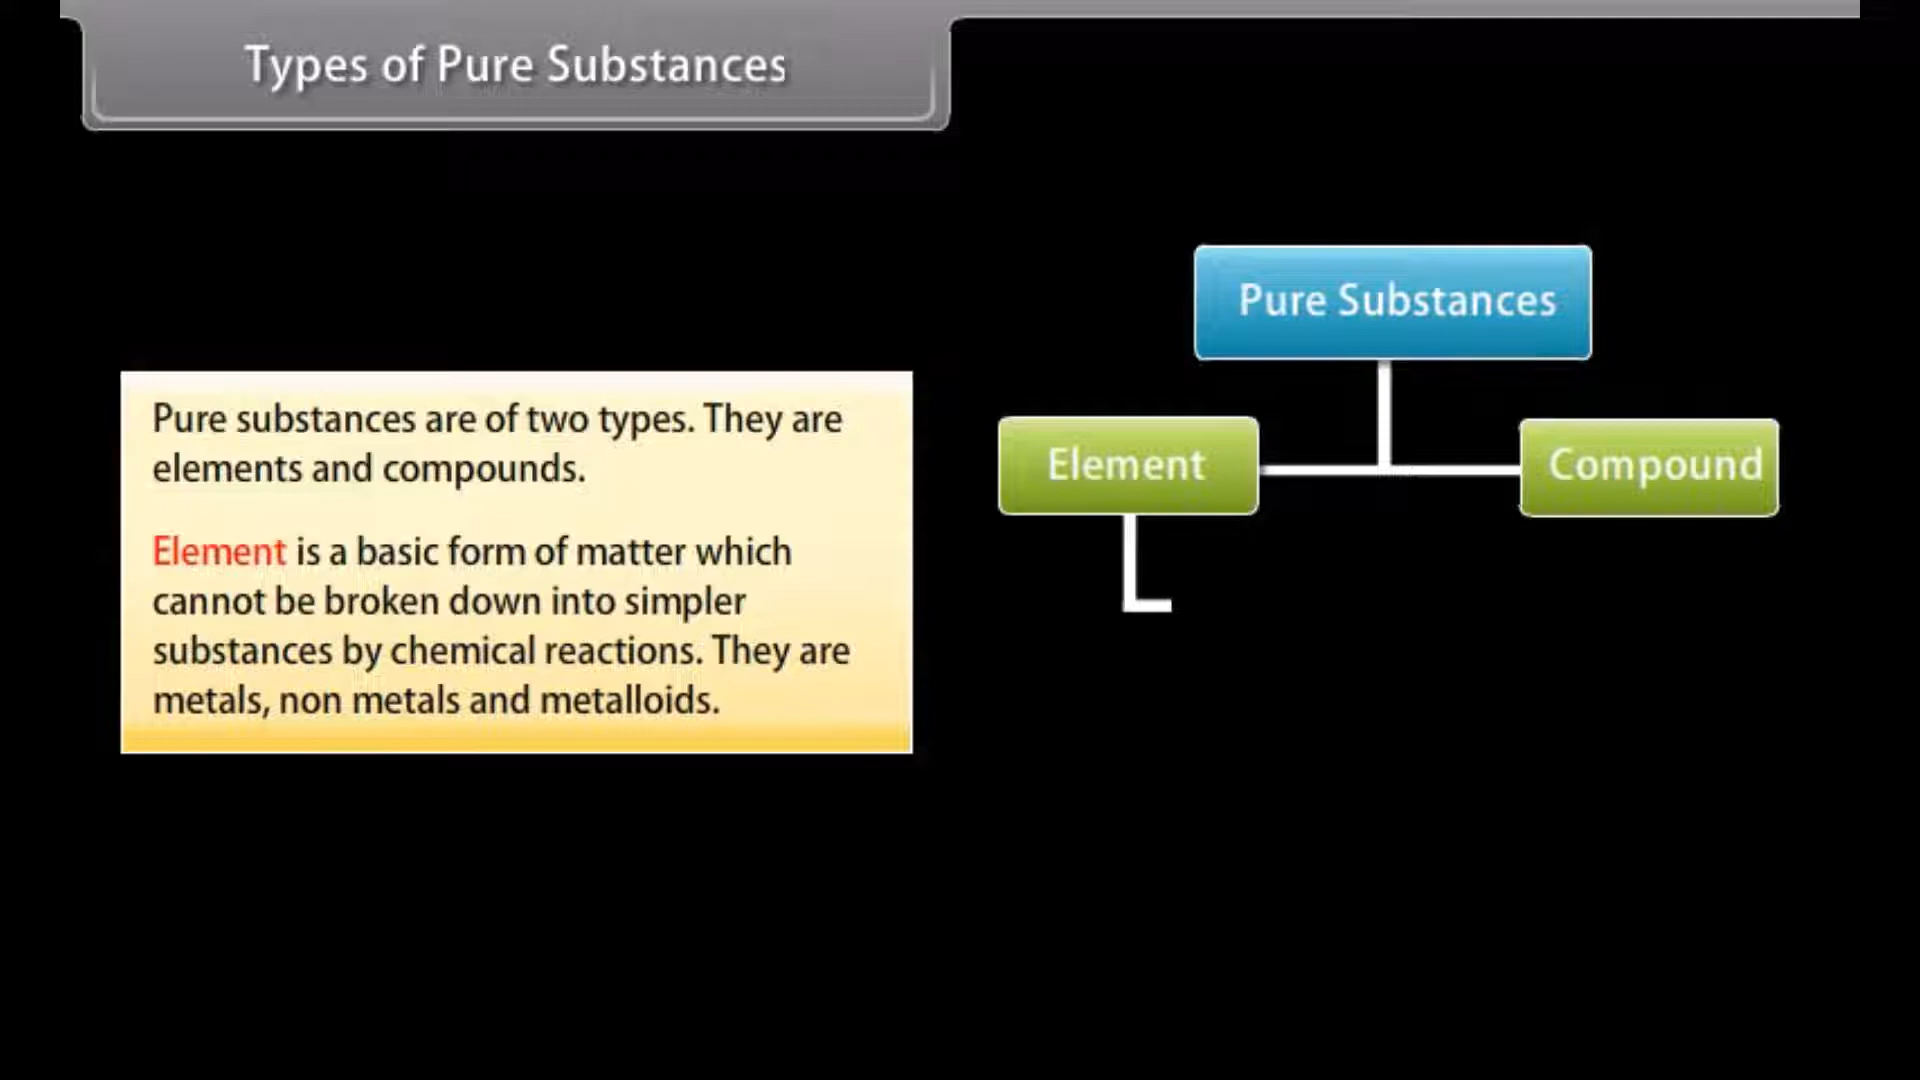 Types of Pure Substances
Pure substances are of two types. They are
elements and compounds.
Element is a basic form of matter which
cannot be broken down into simpler
substances by chemical reactions. They are
metals, non metals and metalloids.
Pure Substances
Element
Compound